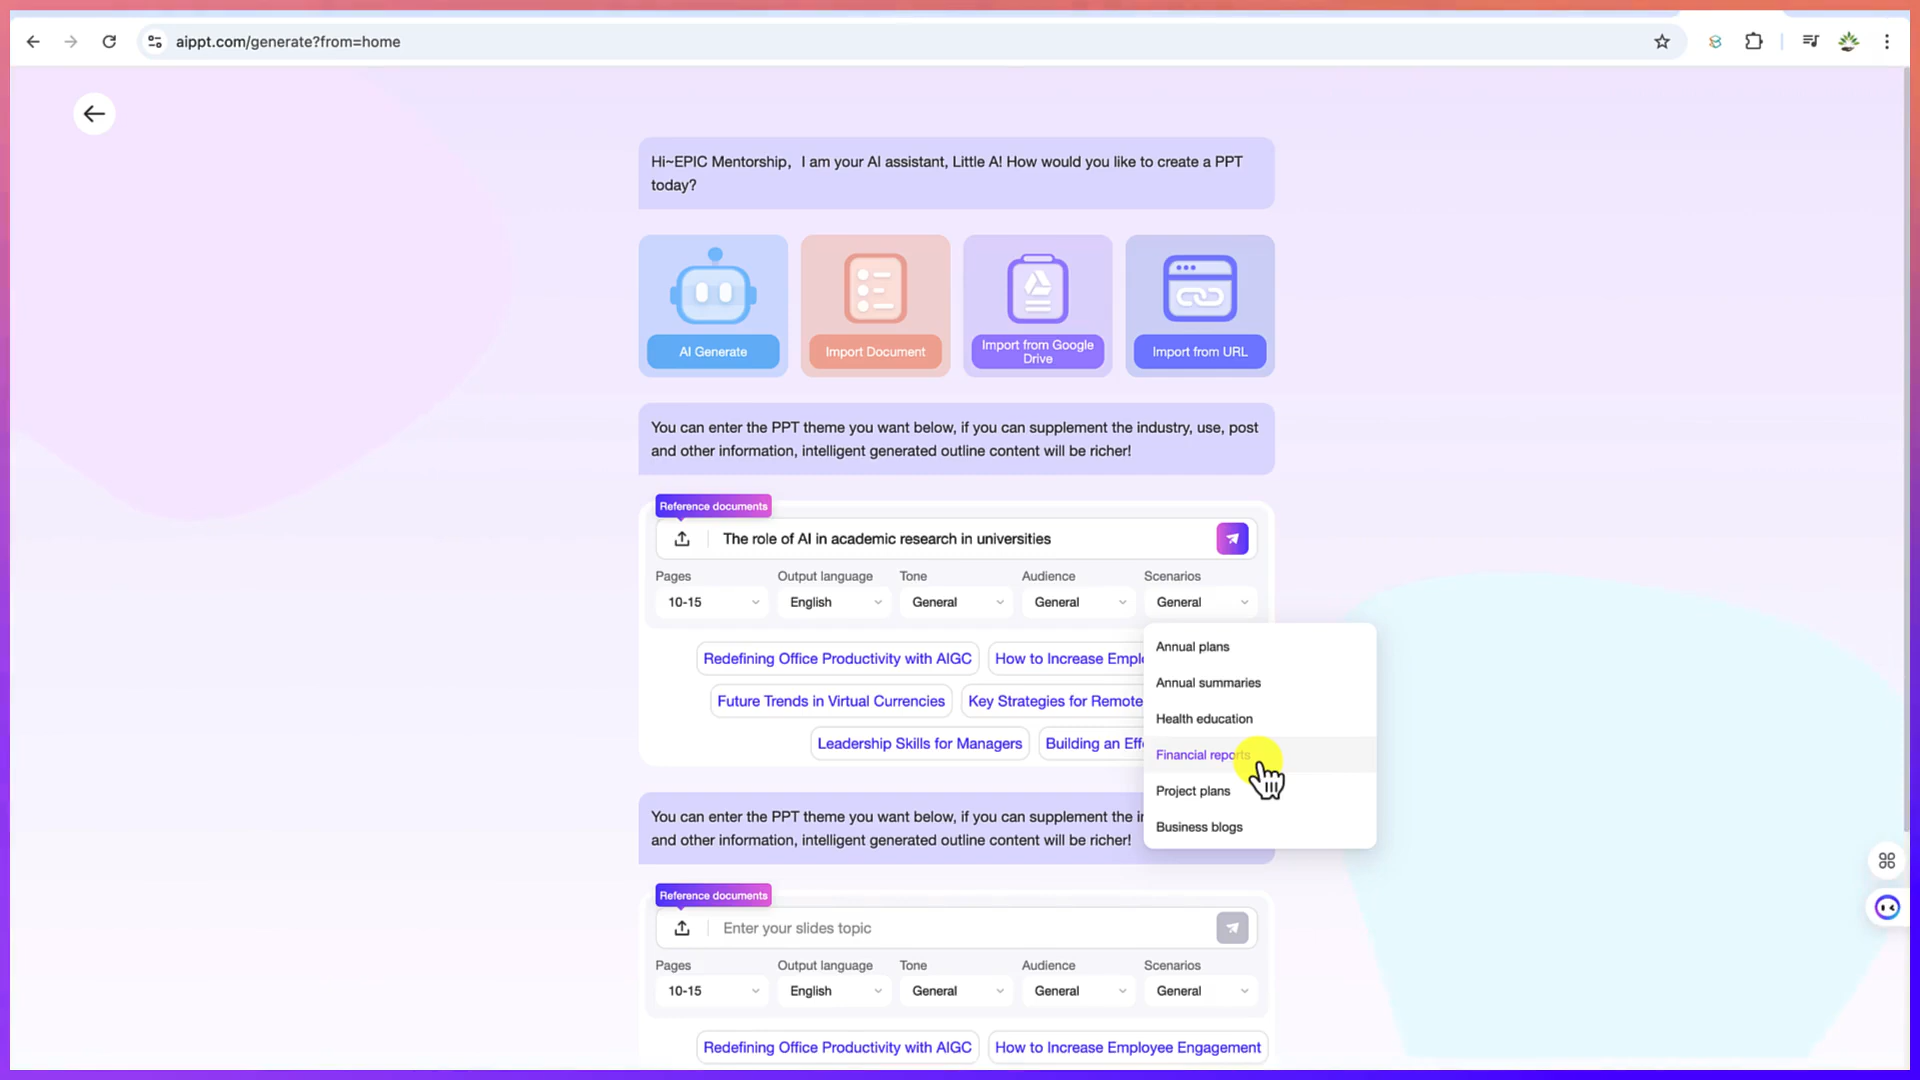 aippt.com/generate?from=home
Hi~EPIC Mentorship, I am your AI assistant, Little A! How would you like to create a PPT
today?
AI Generate
Import Document
Import from Google
Drive
Import from URL
You can enter the PPT theme you want below, if you can supplement the industry, use, post
and other information, intelligent generated outline content will be richer!
Reference documents
The role of AI in academic research in universities
Pages Output language Tone Audience Scenarios
10-15 English General General General
Annual plans
Annual summaries
Health education
Financial reports
Project plans
Business blogs
Redefining Office Productivity with AIGC How to Increase
Future Trends in Virtual Currencies Key Strategies for Remote
Leadership Skills for Managers Building an
You can enter the PPT theme you want below, if you can supplement the
and other information, intelligent generated outline content will be richer!
Reference documents
Enter your slides topic
Pages Output language Tone Audience Scenarios
10-15 English General General General
Redefining Office Productivity with AIGC How to Increase Employee Engagement